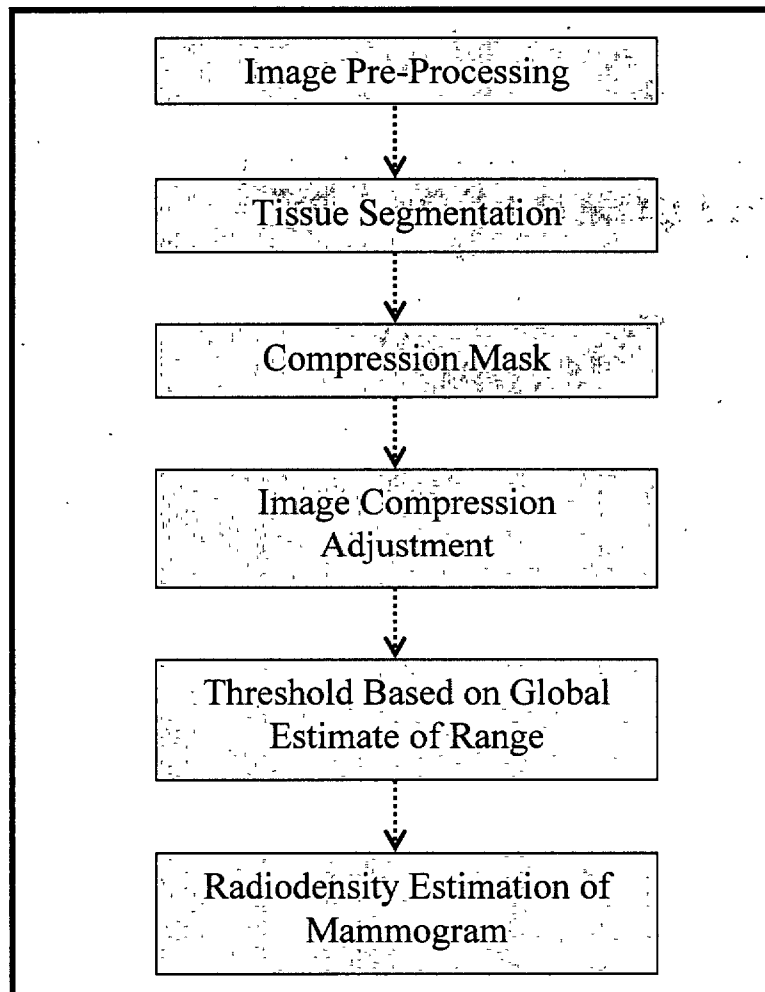 Image Pre-Processing
Tissue Segmentation
Compression Mask
Image Compression
Adjustment
Threshold Based on Global
Estimate of Range
Radiodensity Estimation of
Mammogram